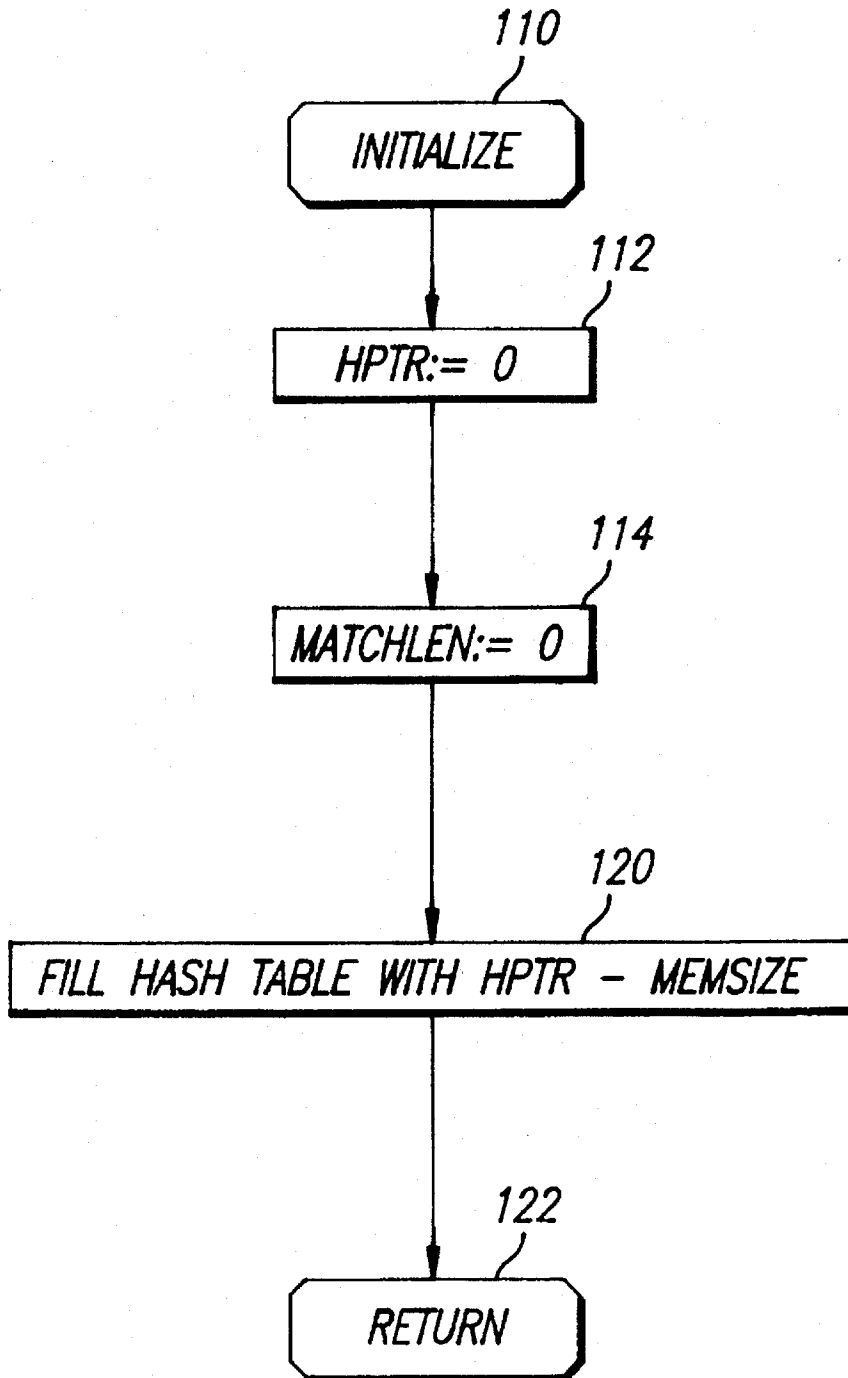 110
INITIALIZE
112
HPTR:= 0
114
MATCHLEN:= 0
120
FILL HASH TABLE WITH HPTR - MEMSIZE
122
RETURN